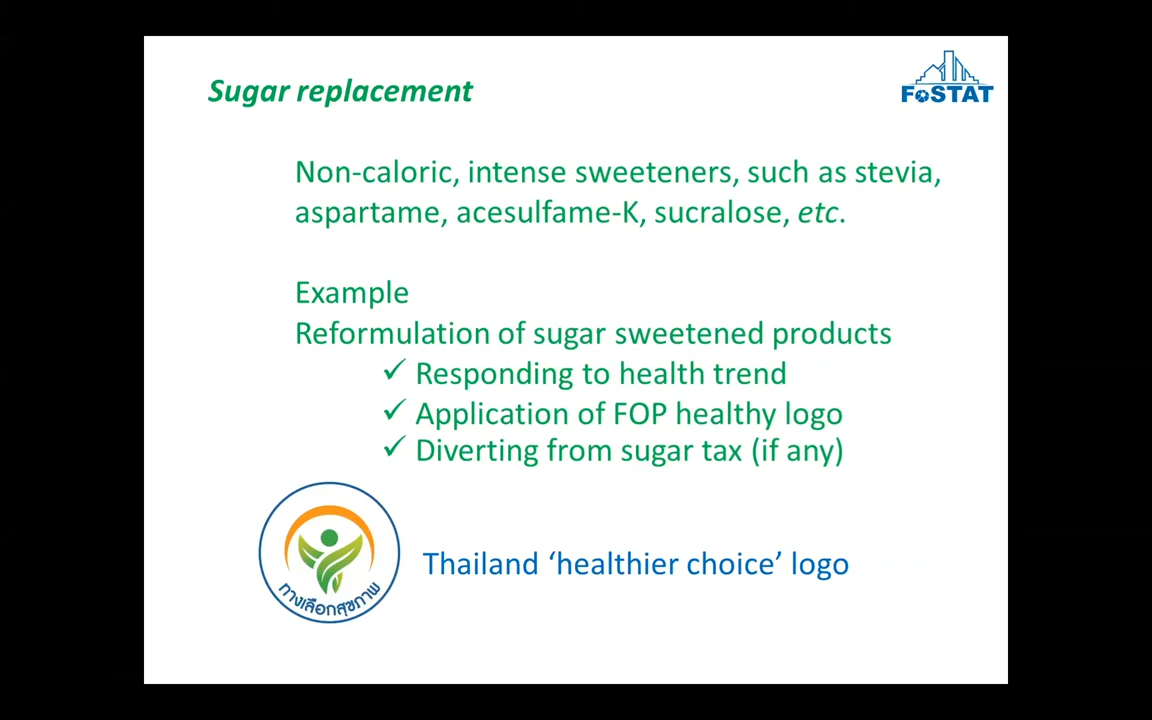 Sugar replacement
FoSTAT
Non-caloric, intense sweeteners, such as stevia,
aspartame, acesulfame-K, sucralose, etc.
Example
Reformulation of sugar sweetened products
✓ Responding to health trend
✓ Application of FOP healthy logo
✓ Diverting from sugar tax (if any)
ทางเลือกสุขภาพ
Thailand ‘healthier choice’ logo